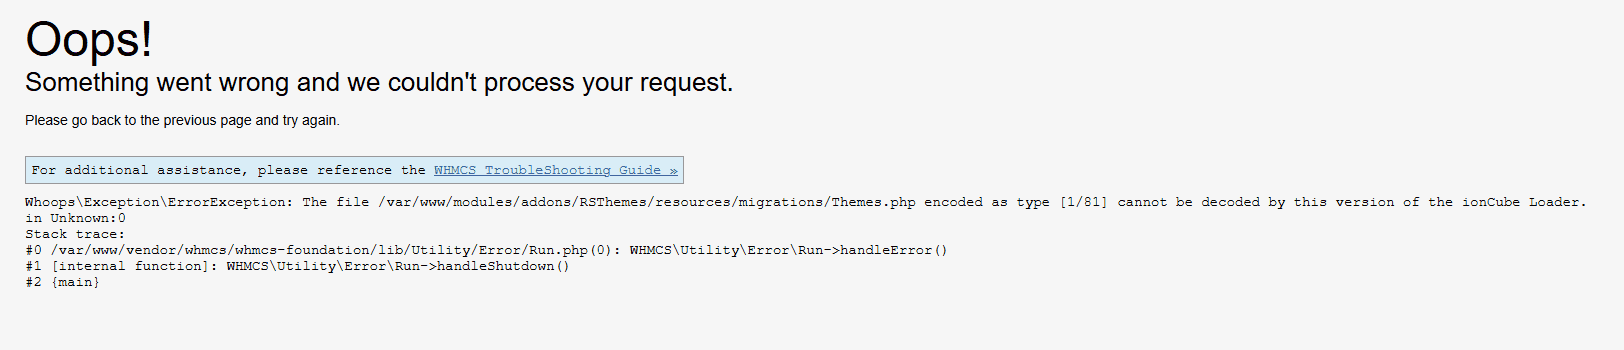 Oops!
Something went wrong and we couldn't process your request.
Please go back to the previous page and try again.
For additional assistance, please reference the WHMCS TroubleShooting Guide »
Whoops\Exception\ErrorException: The file /var/www/modules/addons/RSThemes/resources/migrations/Themes.php encoded as type [1/81] cannot be decoded by this version of the ionCube Loader.
in Unknown:0
Stack trace:
#0 /var/www/vendor/whmcs/whmcs-foundation/lib/Utility/Error/Run.php(0): WHMCS\Utility\Error\Run->handleError()
#1 [internal function]: WHMCS\Utility\Error\Run->handleShutdown()
#2 {main}